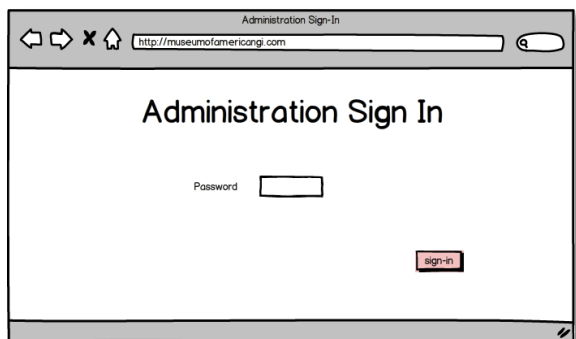 Administration Sign-In
http://museumofamericangi.com
Administration Sign In
Password
sign-in